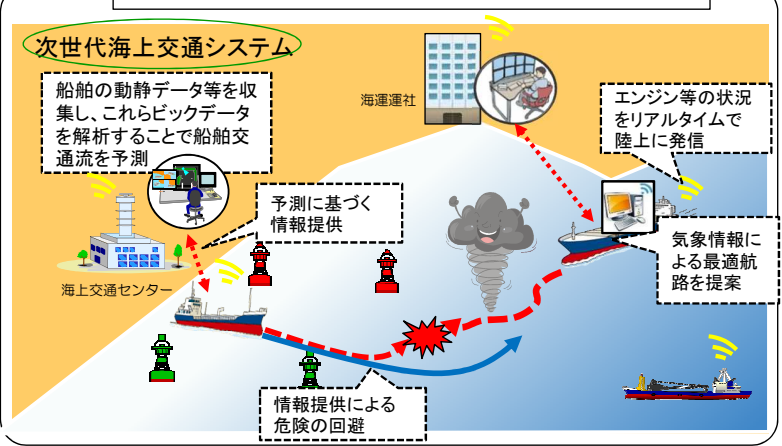 次世代海上交通システム
船舶の動静データ等を収
集し、これらビックデータ
を解析することで船舶交
通流を予測
海運運社
エンジン等の状況
をリアルタイムで
陸上に発信
予測に基づく
情報提供
気象情報に
よる最適航
路を提案
海上交通センター
情報提供による
危険の回避